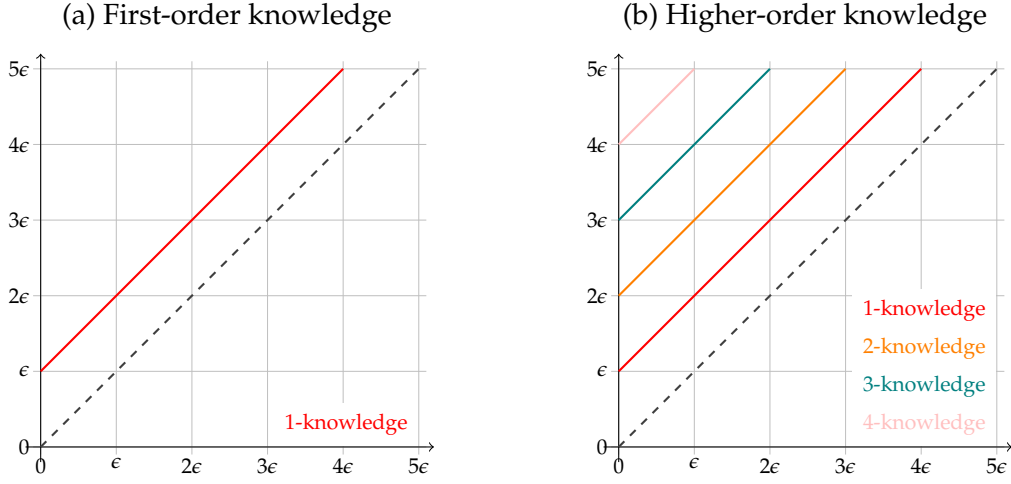 (a) First-order knowledge
5ϵ
4ϵ
3ϵ
2ϵ
ϵ
0
1-knowledge
0 ϵ 2ϵ 3ϵ 4ϵ 5ϵ
(b) Higher-order knowledge
5ϵ
4ϵ
3ϵ
2ϵ
ϵ
0
1-knowledge
2-knowledge
3-knowledge
4-knowledge
0 ϵ 2ϵ 3ϵ 4ϵ 5ϵ